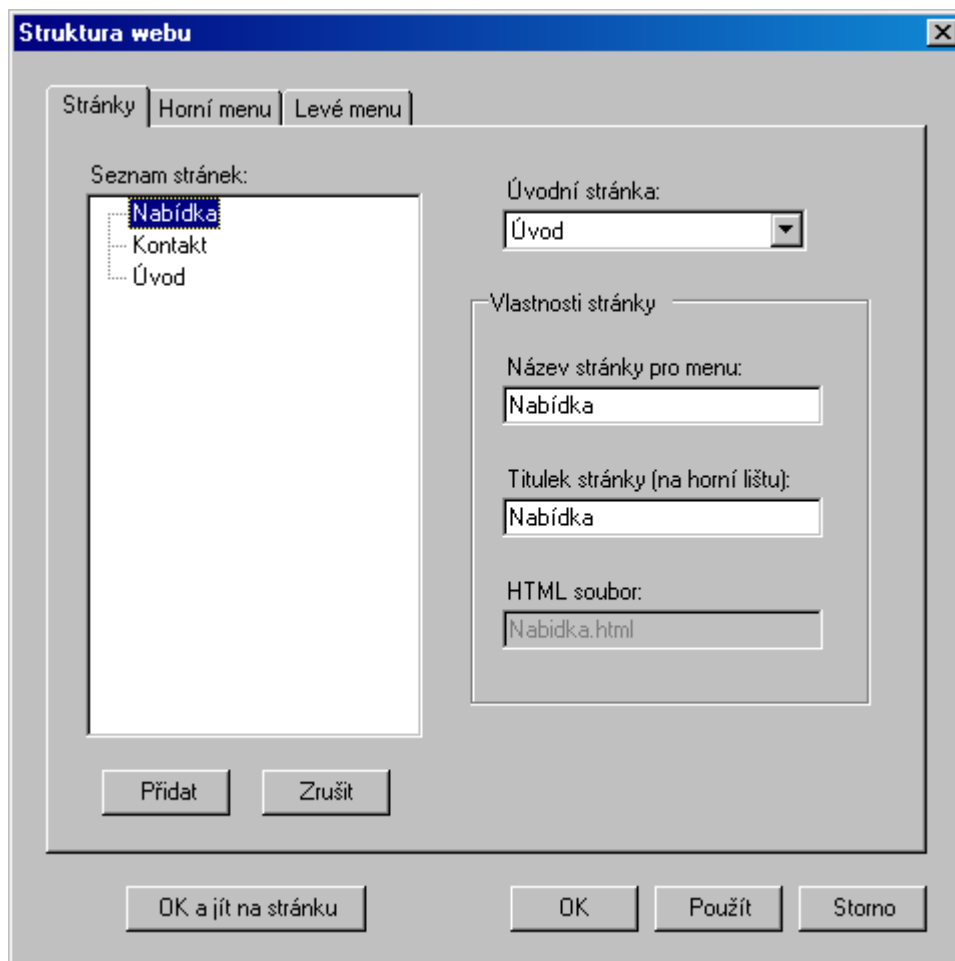 Struktura webu
Stránky Horní menu Levé menu
Seznam stránek:
Nabídka
Kontakt
Úvod
Přidat Zrušit
Úvodní stránka:
Úvod
Vlastnosti stránky
Název stránky pro menu:
Nabídka
Titulek stránky (na horní lištu):
Nabídka
HTML soubor:
Nabidka.html
OK a jít na stránku OK Použít Storno